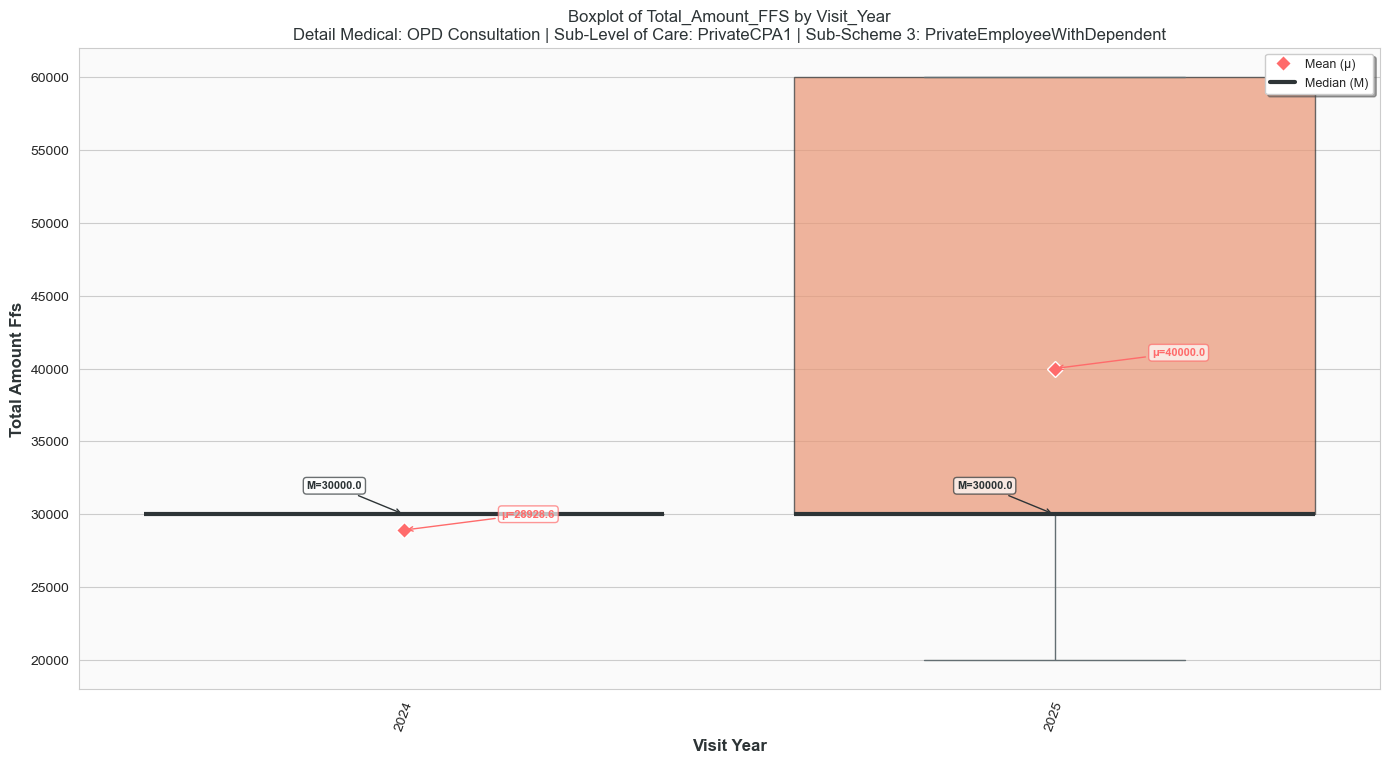 Boxplot of Total_Amount_FFS by Visit_Year
Detail Medical: OPD Consultation | Sub-Level of Care: PrivateCPA1 | Sub-Scheme 3: PrivateEmployeeWithDependent
Mean (μ)
Median (M)
Total Amount Ffs
60000
55000
50000
45000
40000
35000
30000
25000
20000
M=30000.0
μ=28928.6
μ=40000.0
M=30000.0
2024
2025
Visit Year